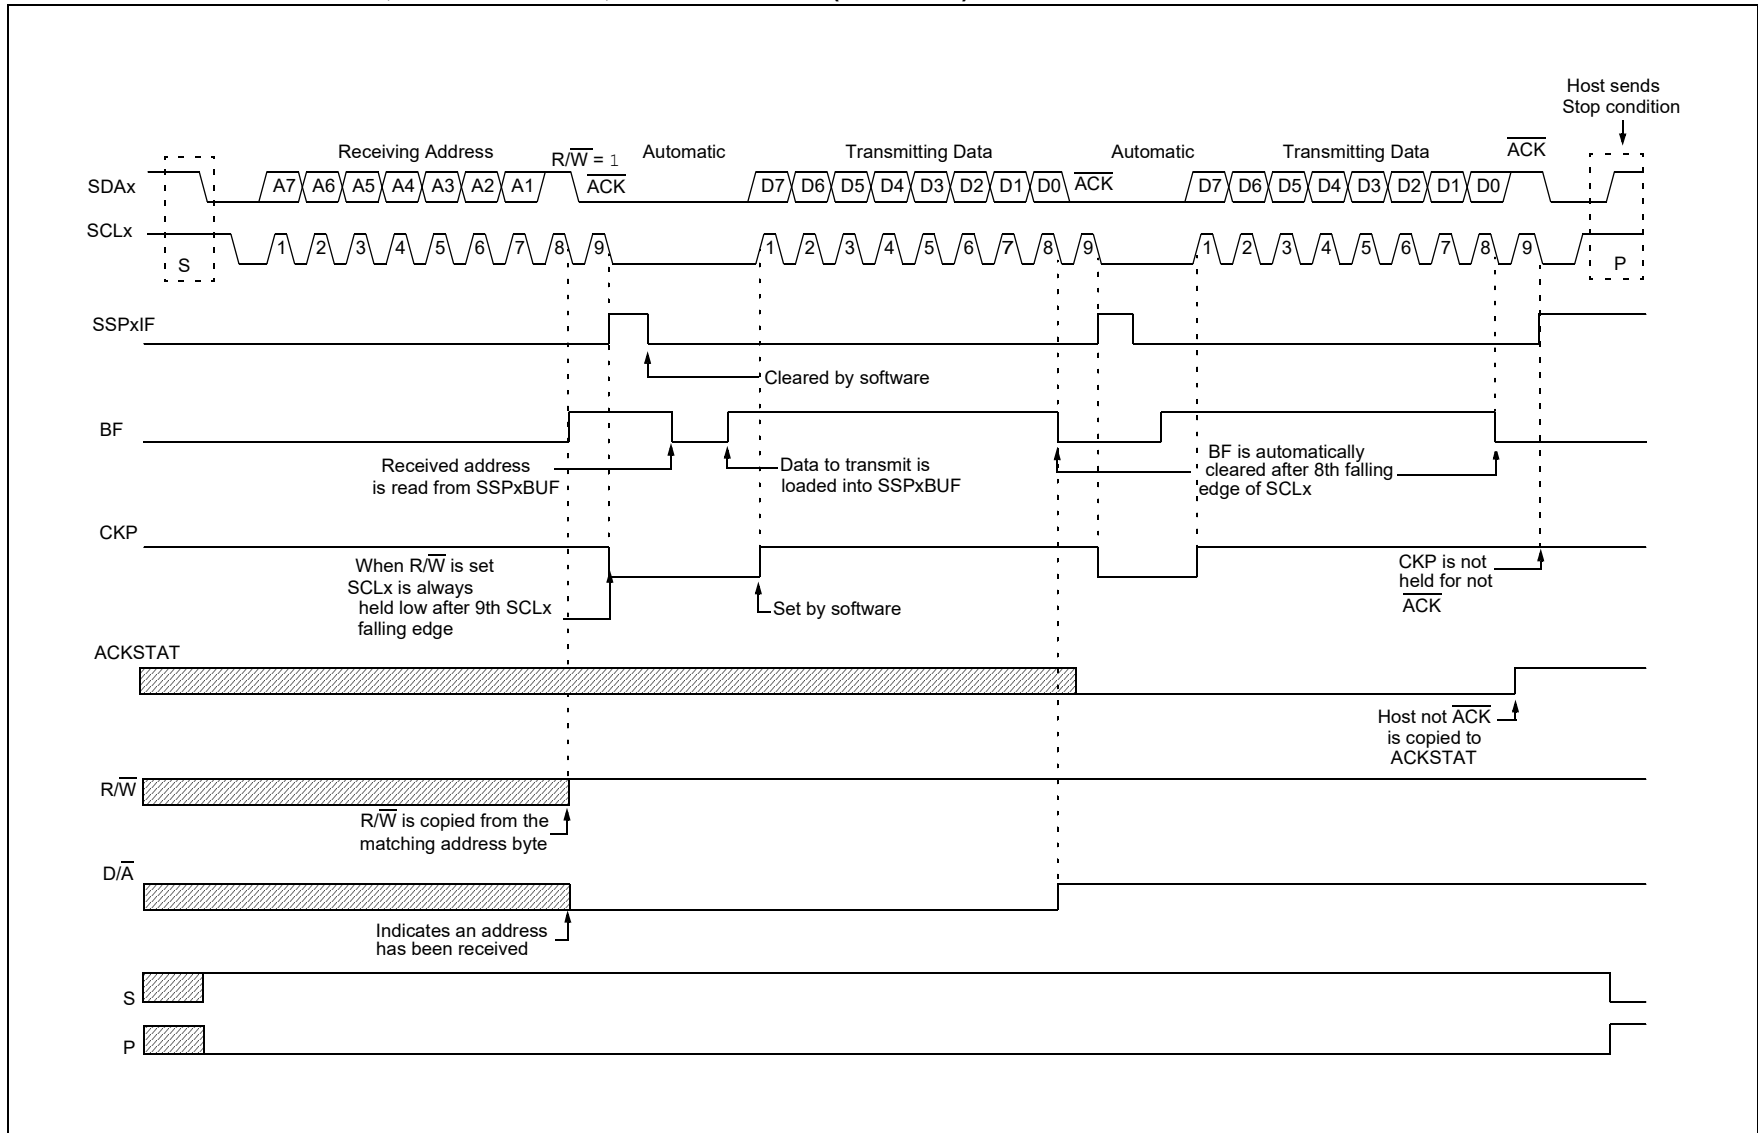 Host sends
Stop condition
Receiving Address
R/W̅ = 1
Automatic
Transmitting Data
Automatic
Transmitting Data
A̅C̅K̅
SDAx
A7 A6 A5 A4 A3 A2 A1
A̅C̅K̅
D7 D6 D5 D4 D3 D2 D1 D0
A̅C̅K̅
D7 D6 D5 D4 D3 D2 D1 D0
SCLx
1 2 3 4 5 6 7 8 9
1 2 3 4 5 6 7 8 9
1 2 3 4 5 6 7 8 9
S
P
SSPxIF
Cleared by software
BF
Received address
is read from SSPxBUF
Data to transmit is
loaded into SSPxBUF
BF is automatically
cleared after 8th falling
edge of SCLx
CKP
When R/W̅ is set
SCLx is always
held low after 9th SCLx
falling edge
Set by software
CKP is not
held for not
A̅C̅K̅
ACKSTAT
Host not A̅C̅K̅
is copied to
ACKSTAT
R/W̅
R/W̅ is copied from the
matching address byte
D/A̅
Indicates an address
has been received
S
P